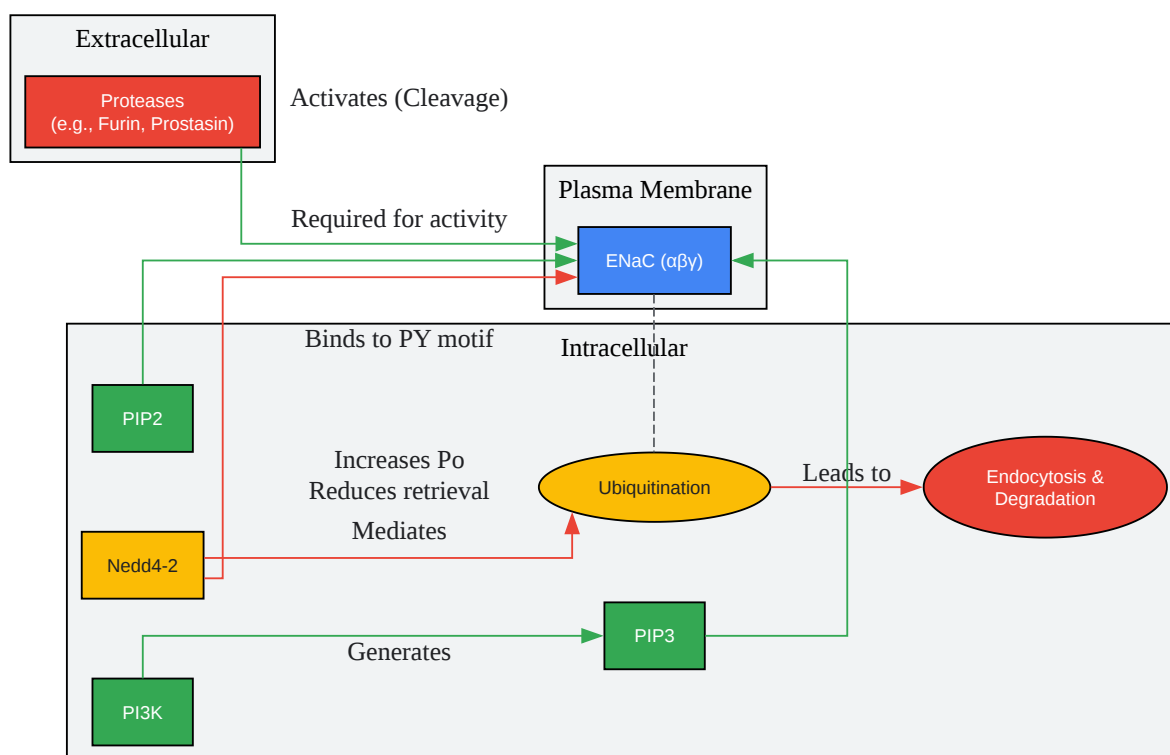 Extracellular
Proteases
(e.g., Furin, Prostasin)
Activates (Cleavage)
Plasma Membrane
Required for activity
ENaC (αβγ)
Binds to PY motif
Intracellular
PIP2
Increases Po
Reduces retrieval
Ubiquitination
Leads to
Endocytosis &
Degradation
Mediates
Nedd4-2
PIP3
Generates
PI3K